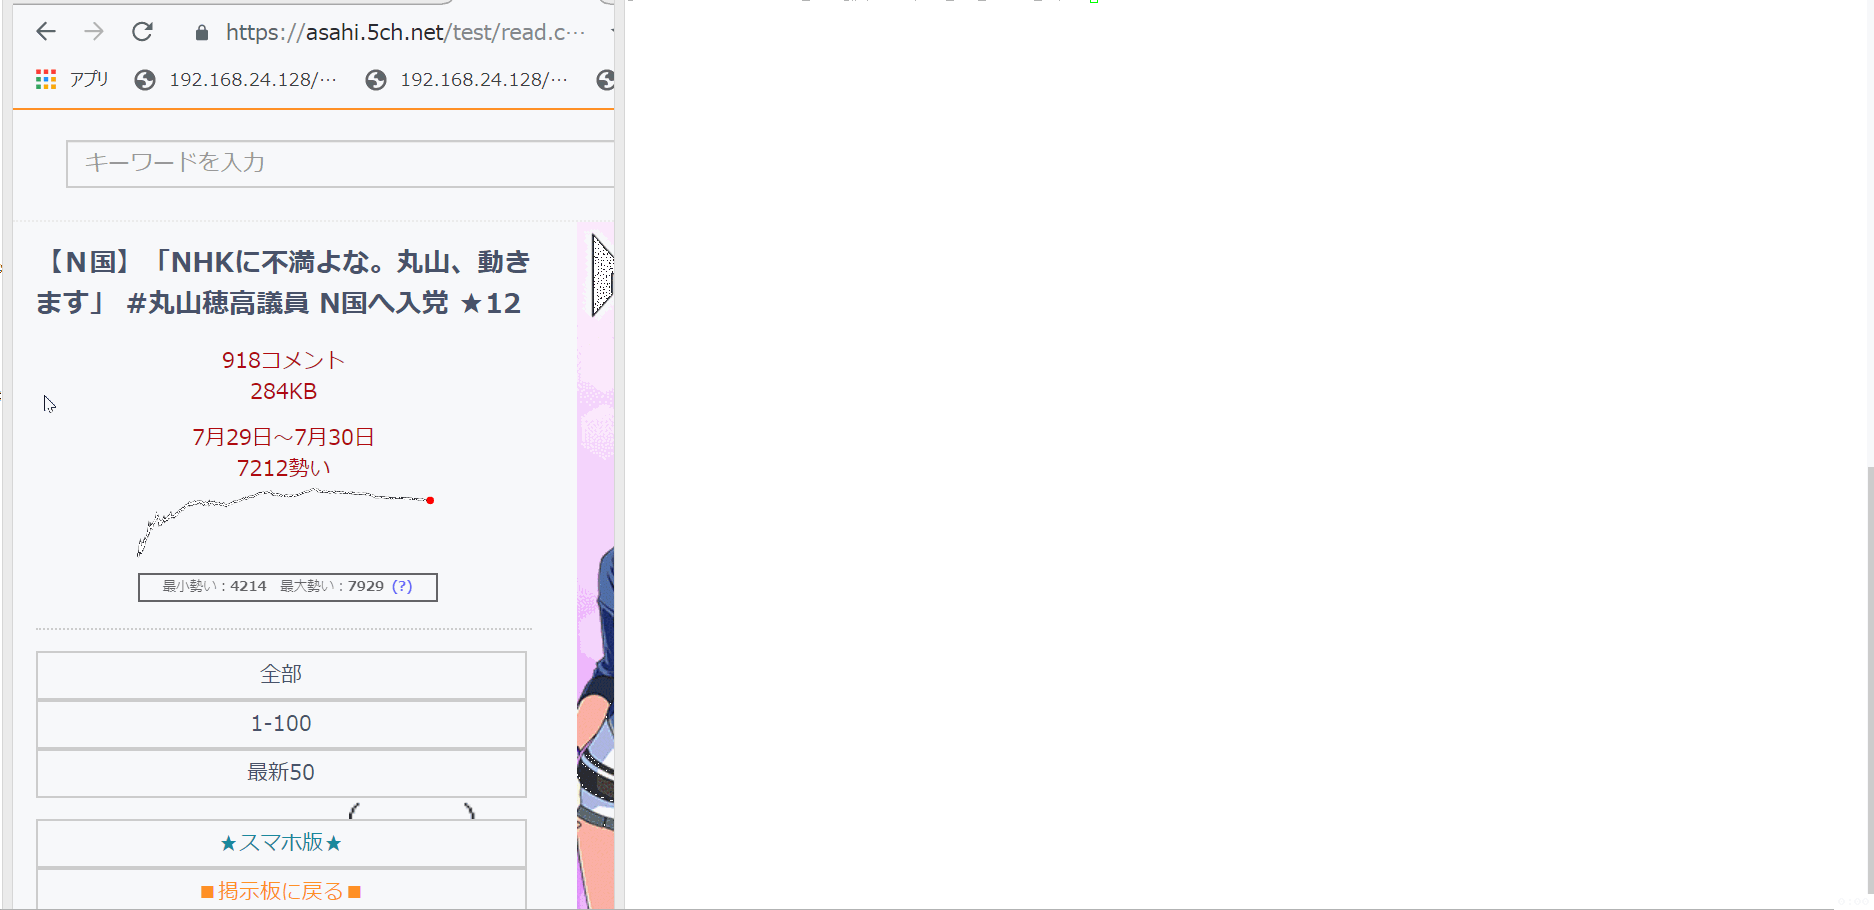 https://asahi.5ch.net/test/read.c…
アプリ 192.168.24.128/… 192.168.24.128/…
キーワードを入力
【N国】「NHKに不満よな。丸山、動き
ます」 #丸山穂高議員 N国へ入党 ★12
918コメント
284KB
7月29日～7月30日
7212勢い
最小勢い：4214 最大勢い：7929 (?)
全部
1-100
最新50
★スマホ版★
■掲示板に戻る■